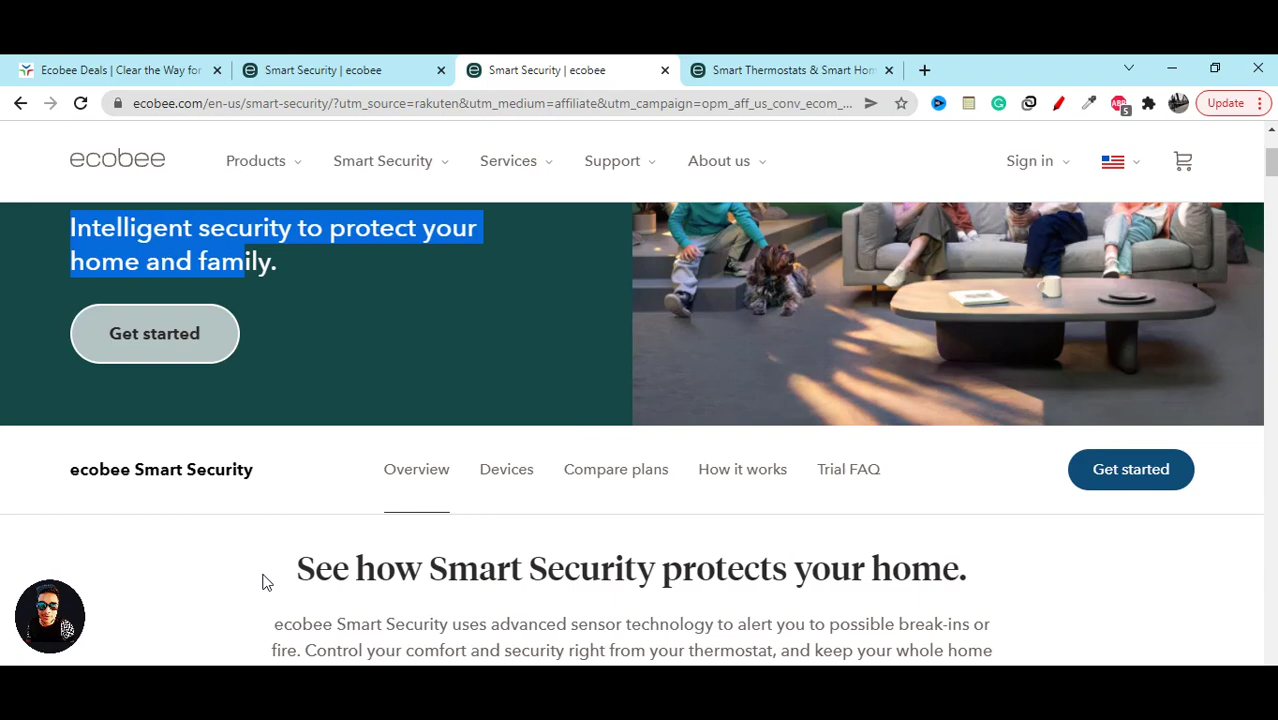 Ecobee Deals | Clear the Way for
Smart Security | ecobee
Smart Security | ecobee
Smart Thermostats & Smart Hom
ecobee.com/en-us/smart-security/?utm_source=rakuten&utm_medium=affiliate&utm_campaign=opm_aff_us_conv_ecom_...
5
Update
ecobee
Products
Smart Security
Services
Support
About us
Sign in
Intelligent security to protect your
home and family.
Get started
ecobee Smart Security
Overview
Devices
Compare plans
How it works
Trial FAQ
Get started
See how Smart Security protects your home.
ecobee Smart Security uses advanced sensor technology to alert you to possible break-ins or
fire. Control your comfort and security right from your thermostat, and keep your whole home